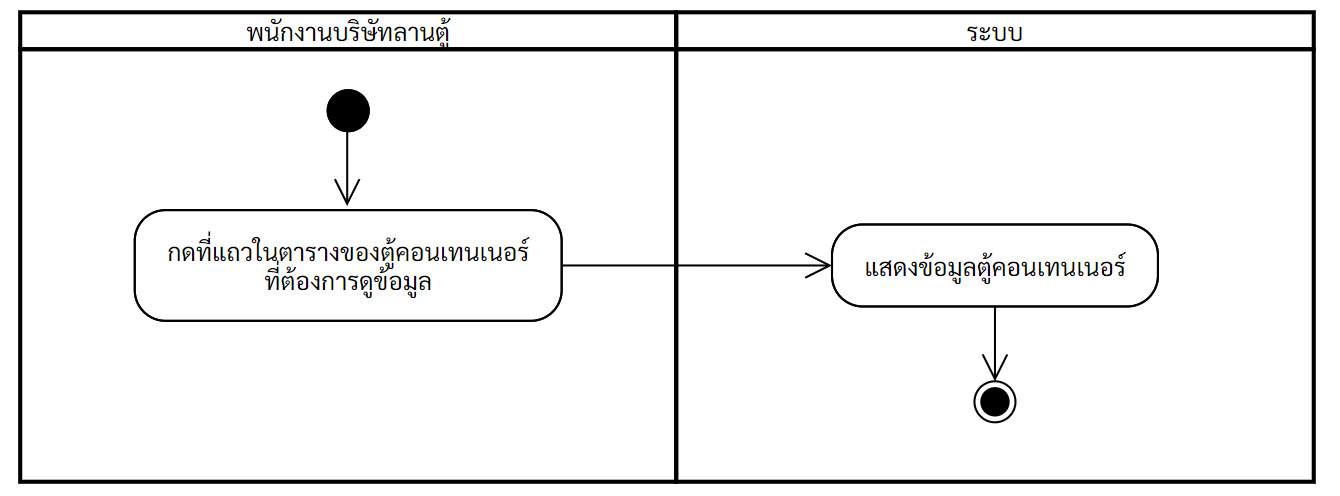 พนักงานบริษัทลานตู้
ระบบ
กดที่แถวในตารางของตู้คอนเทนเนอร์
ที่ต้องการดูข้อมูล
แสดงข้อมูลตู้คอนเทนเนอร์